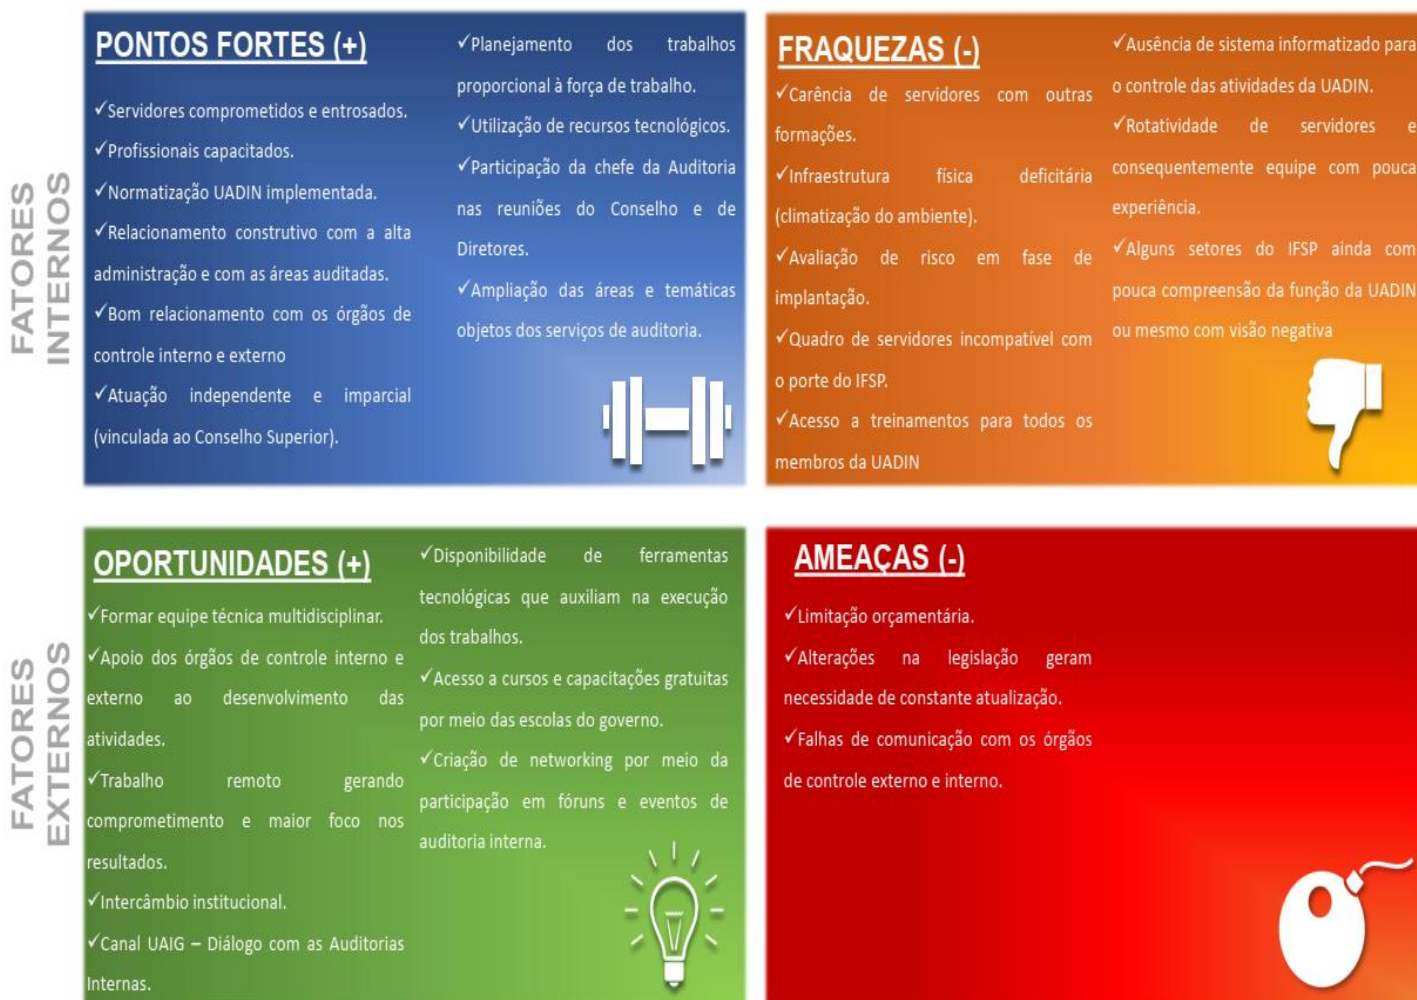 FATORES
INTERNOS
PONTOS FORTES (+)
✓Servidores comprometidos e entrosados.
✓Profissionais capacitados.
✓Normatização UADIN implementada.
✓Relacionamento construtivo com a alta
administração e com as áreas auditadas.
✓Bom relacionamento com os órgãos de
controle interno e externo
✓Atuação independente e imparcial
(vinculada ao Conselho Superior).
✓Planejamento dos trabalhos
proporcional à força de trabalho.
✓Utilização de recursos tecnológicos.
✓Participação da chefe da Auditoria
nas reuniões do Conselho e de
Diretores.
✓Ampliação das áreas e temáticas
objetos dos serviços de auditoria.
FRAQUEZAS (-)
✓Carência de servidores com outras
formações.
✓Infraestrutura física deficitária
(climatização do ambiente).
✓Avaliação de risco em fase de
implantação.
✓Quadro de servidores incompatível com
o porte do IFSP.
✓Acesso a treinamentos para todos os
membros da UADIN
✓Ausência de sistema informatizado para
o controle das atividades da UADIN.
✓Rotatividade de servidores e
consequentemente equipe com pouca
experiência.
✓Alguns setores do IFSP ainda com
pouca compreensão da função da UADIN
ou mesmo com visão negativa
FATORES
EXTERNOS
OPORTUNIDADES (+)
✓Formar equipe técnica multidisciplinar.
✓Apoio dos órgãos de controle interno e
externo ao desenvolvimento das
atividades.
✓Trabalho remoto gerando
comprometimento e maior foco nos
resultados.
✓Intercâmbio institucional.
✓Canal UAIG – Diálogo com as Auditorias
Internas.
✓Disponibilidade de ferramentas
tecnológicas que auxiliam na execução
dos trabalhos.
✓Acesso a cursos e capacitações gratuitas
por meio das escolas do governo.
✓Criação de networking por meio da
participação em fóruns e eventos de
auditoria interna.
AMEAÇAS (-)
✓Limitação orçamentária.
✓Alterações na legislação geram
necessidade de constante atualização.
✓Falhas de comunicação com os órgãos
de controle externo e interno.